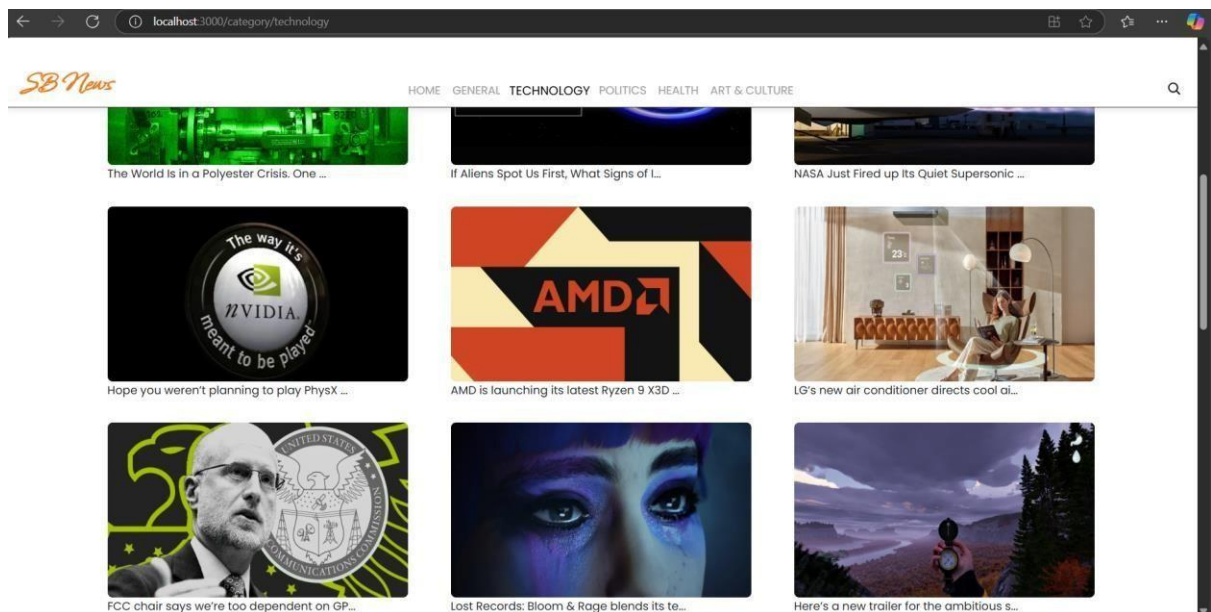 localhost:3000/category/technology
SB News
HOME GENERAL TECHNOLOGY POLITICS HEALTH ART & CULTURE
The World Is in a Polyester Crisis. One ...
If Aliens Spot Us First, What Signs of I...
NASA Just Fired up Its Quiet Supersonic ...
The way it's
nVIDIA.
meant to be played
AMD
23
Hope you weren't planning to play PhysX ...
AMD is launching its latest Ryzen 9 X3D ...
LG's new air conditioner directs cool ai...
UNITED STATES
COMMUNICATIONS COMMISSION
FCC chair says we're too dependent on GP...
Lost Records: Bloom & Rage blends its te...
Here's a new trailer for the ambitious s...